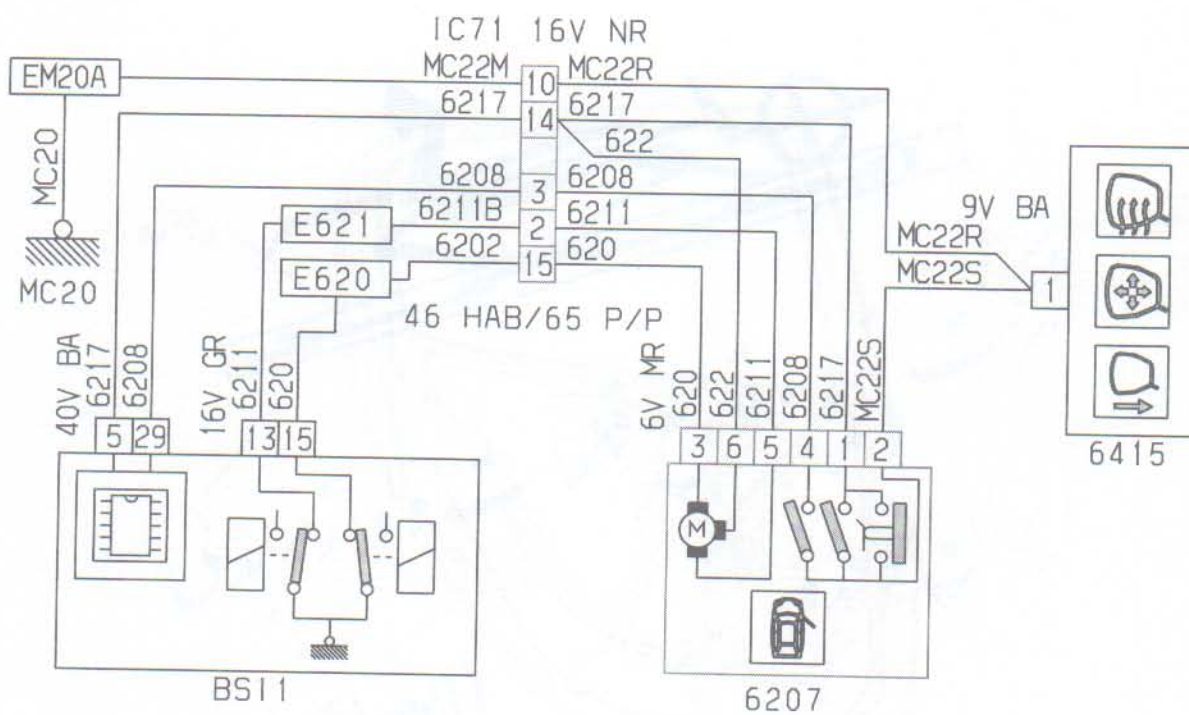 IC71 16V NR
EM20A
MC22M 10 MC22R
6217 14 6217
622
MC20
6208 3 6208
E621 6211B 2 6211
9V BA
MC22R
E620 6202 15 620
MC22S
1
MC20
46 HAB/65 P/P
40V BA 6217 6208
16V GR 6211 620
6V MR 620 622 6211 6208 6217 MC22S
5 29 13 15
3 6 5 4 1 2
6415
M
BSI1
6207